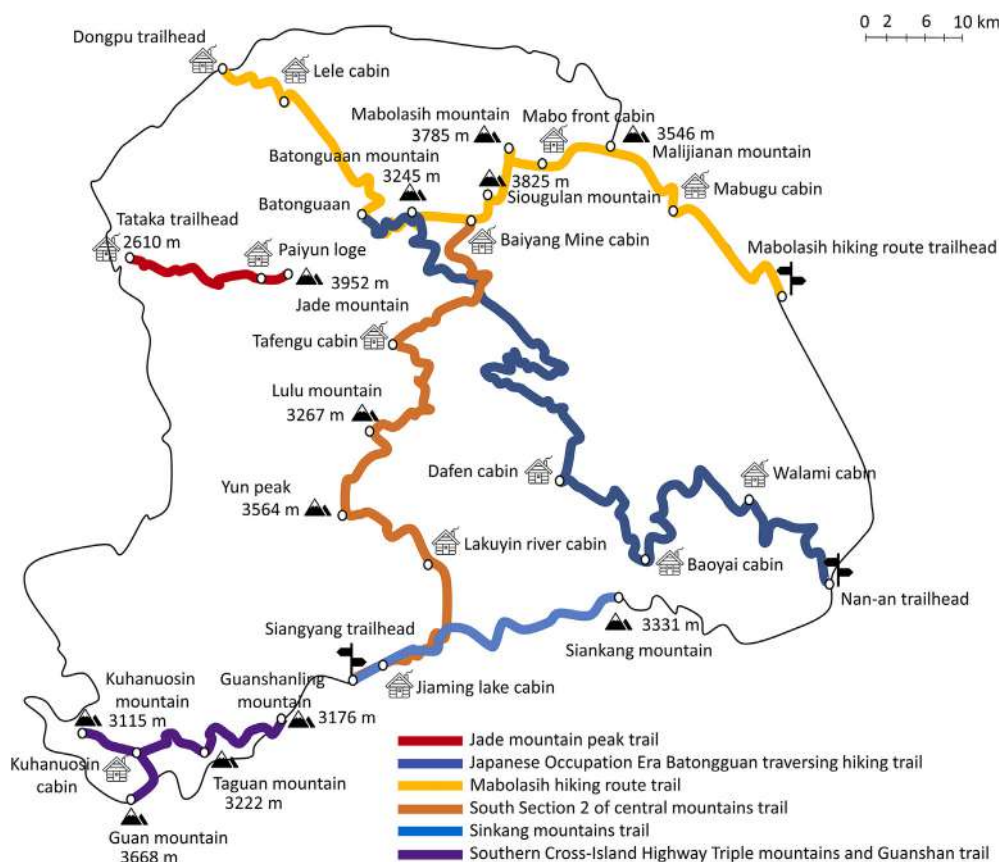 0 2 6 10 km
Dongpu trailhead
Lele cabin
Mabolasih mountain
3785 m
Mabo front cabin
3546 m
Malijianan mountain
Batonguaan mountain
3245 m
3825 m
Siougulan mountain
Mabugu cabin
Batonguaan
Tataka trailhead
2610 m
Paiyun loge
Baiyang Mine cabin
Mabolasih hiking route trailhead
3952 m
Jade mountain
Tafengu cabin
Lulu mountain
3267 m
Dafen cabin
Walami cabin
Yun peak
3564 m
Lakuyin river cabin
Baoyai cabin
Nan-an trailhead
Siangyang trailhead
3331 m
Siankang mountain
Kuhanuosin
mountain
3115 m
Guanshanling
mountain
3176 m
Jiaming lake cabin
Kuhanuosin
cabin
Taguan mountain
3222 m
Guan mountain
3668 m
Jade mountain peak trail
Japanese Occupation Era Batongguan traversing hiking trail
Mabolasih hiking route trail
South Section 2 of central mountains trail
Sinkang mountains trail
Southern Cross-Island Highway Triple mountains and Guanshan trail